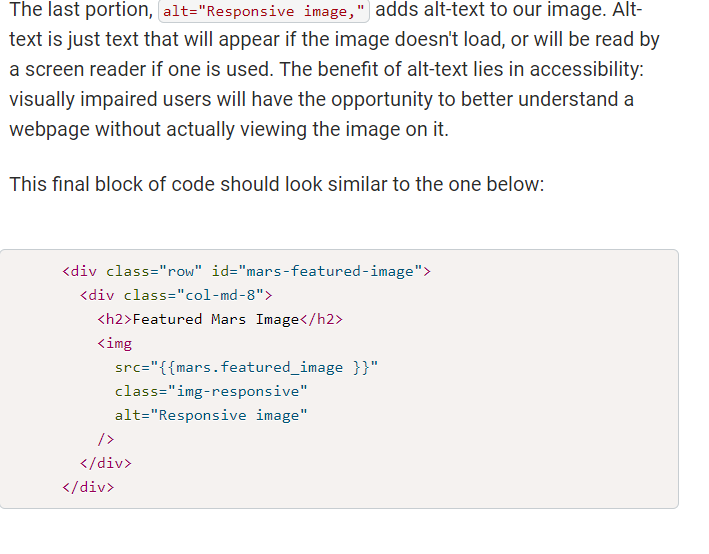 The last portion, alt="Responsive image," adds alt-text to our image. Alt-
text is just text that will appear if the image doesn't load, or will be read by
a screen reader if one is used. The benefit of alt-text lies in accessibility:
visually impaired users will have the opportunity to better understand a
webpage without actually viewing the image on it.
This final block of code should look similar to the one below:
<div class="row" id="mars-featured-image">
<div class="col-md-8">
<h2>Featured Mars Image</h2>
<img
src="{{mars.featured_image }}"
class="img-responsive"
alt="Responsive image"
/>
</div>
</div>